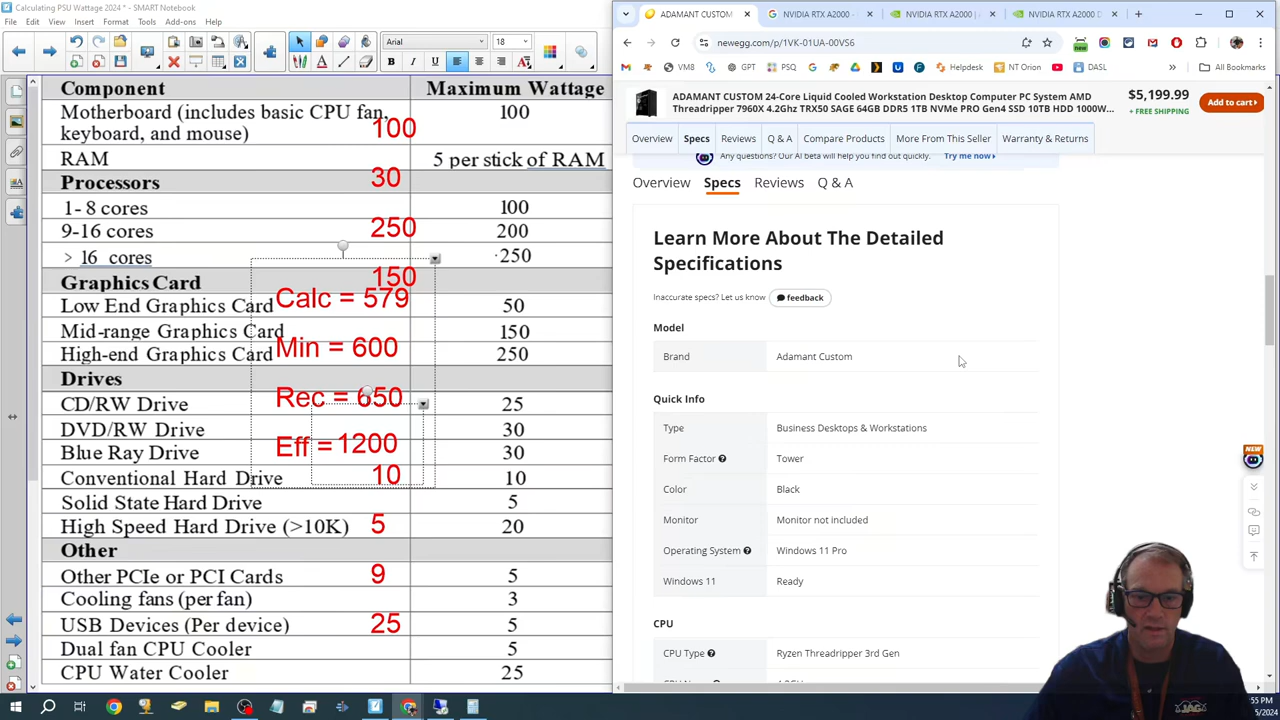 Calculating PSU Wattage 2024 * - SMART Notebook
File Edit View Insert Format Tools Add-ons Help
Arial 18
B I U
Component Maximum Wattage
Motherboard (includes basic CPU fan, 100
keyboard, and mouse) 100
RAM 5 per stick of RAM
30
Processors
1- 8 cores 100
9-16 cores 250 200
> 16 cores ·250
Graphics Card 150
Low End Graphics Card Calc = 579 50
Mid-range Graphics Card 150
High-end Graphics Card Min = 600 250
Drives
CD/RW Drive Rec = 650 25
DVD/RW Drive 30
Blue Ray Drive Eff = 1200 30
Conventional Hard Drive 10 10
Solid State Hard Drive 5
High Speed Hard Drive (>10K) 5 20
Other
Other PCIe or PCI Cards 9 5
Cooling fans (per fan) 3
USB Devices (Per device) 25 5
Dual fan CPU Cooler 5
CPU Water Cooler 25
ADAMANT CUSTOM NVIDIA RTX A2000 - NVIDIA RTX A2000 | NVIDIA RTX A2000 D
newegg.com/p/1VK-01UA-00VS6
VM8 GPT PSQ Helpdesk NT Orion DASL All Bookmarks
ADAMANT CUSTOM 24-Core Liquid Cooled Workstation Desktop Computer PC System AMD
Threadripper 7960X 4.2Ghz TRX50 SAGE 64GB DDR5 1TB NVMe PRO Gen4 SSD 10TB HDD 1000W...
$5,199.99
+ FREE SHIPPING
Add to cart
Overview Specs Reviews Q & A Compare Products More From This Seller Warranty & Returns
Any questions? Our AI beta will help you find out quickly. Try me now
Overview Specs Reviews Q & A
Learn More About The Detailed
Specifications
Inaccurate specs? Let us know feedback
Model
Brand Adamant Custom
Quick Info
Type Business Desktops & Workstations
Form Factor Tower
Color Black
Monitor Monitor not included
Operating System Windows 11 Pro
Windows 11 Ready
CPU
CPU Type Ryzen Threadripper 3rd Gen
NEW
JAG
:55 PM